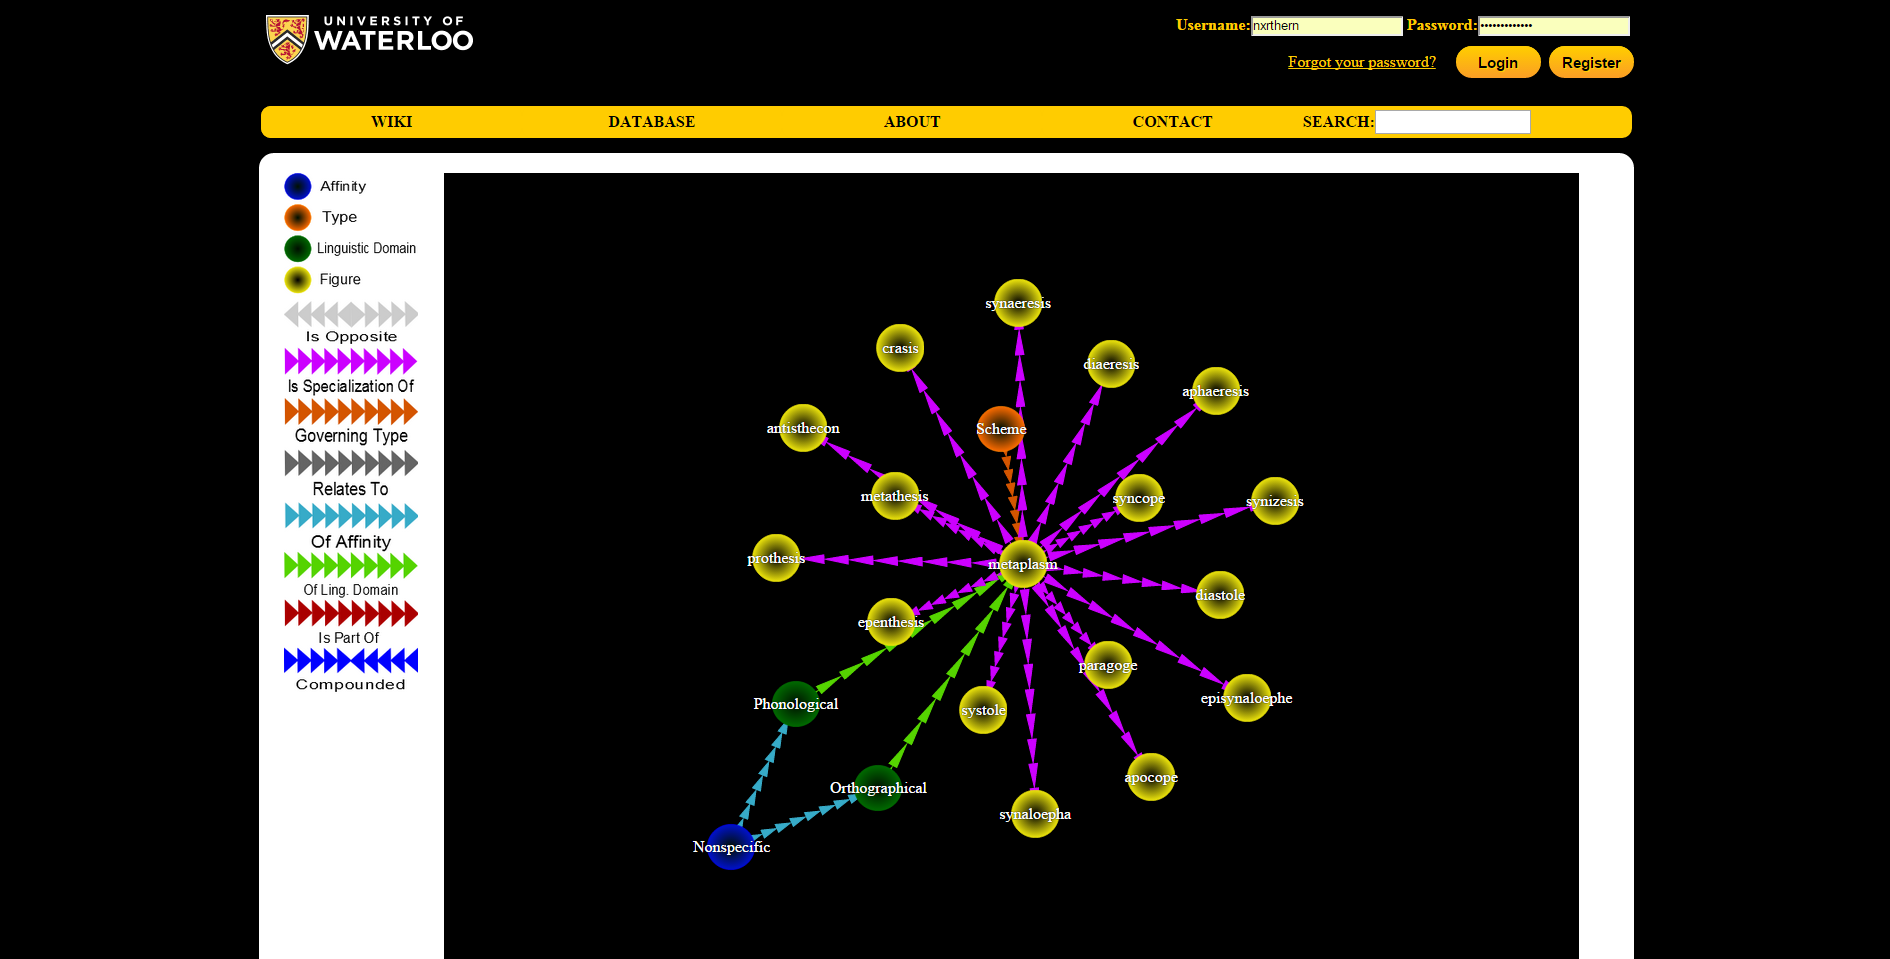 UNIVERSITY OF
WATERLOO
Username: nxrthern Password: •••••••••••••
Forgot your password? Login Register
WIKI DATABASE ABOUT CONTACT SEARCH:
Affinity
Type
Linguistic Domain
Figure
Is Opposite
Is Specialization Of
Governing Type
Relates To
Of Affinity
Of Ling. Domain
Is Part Of
Compounded
synaeresis
crasis
diaeresis
aphaeresis
antisthecon
Scheme
metathesis
syncope
synizesis
prothesis
metaplasm
diastole
epenthesis
paragoge
episynaloephe
Phonological
systole
apocope
Orthographical
synaloepha
Nonspecific